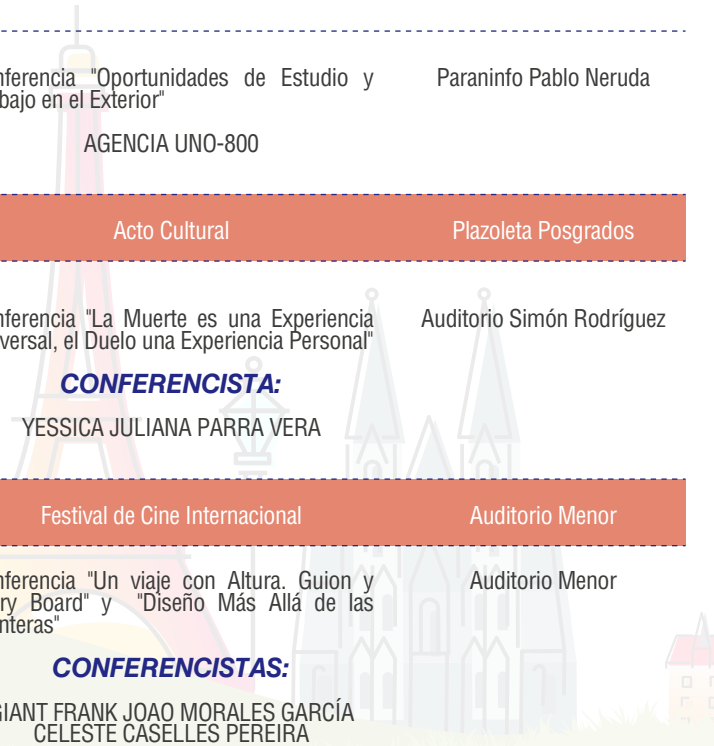 nferencia "Oportunidades de Estudio y
bajo en el Exterior"
Paraninfo Pablo Neruda
AGENCIA UNO-800
Acto Cultural
Plazoleta Posgrados
nferencia "La Muerte es una Experiencia
versal, el Duelo una Experiencia Personal"
Auditorio Simón Rodríguez
CONFERENCISTA:
YESSICA JULIANA PARRA VERA
Festival de Cine Internacional
Auditorio Menor
nferencia "Un viaje con Altura. Guion y
ry Board" y "Diseño Más Allá de las
nteras"
Auditorio Menor
CONFERENCISTAS:
GIANT FRANK JOAO MORALES GARCÍA
CELESTE CASELLES PEREIRA